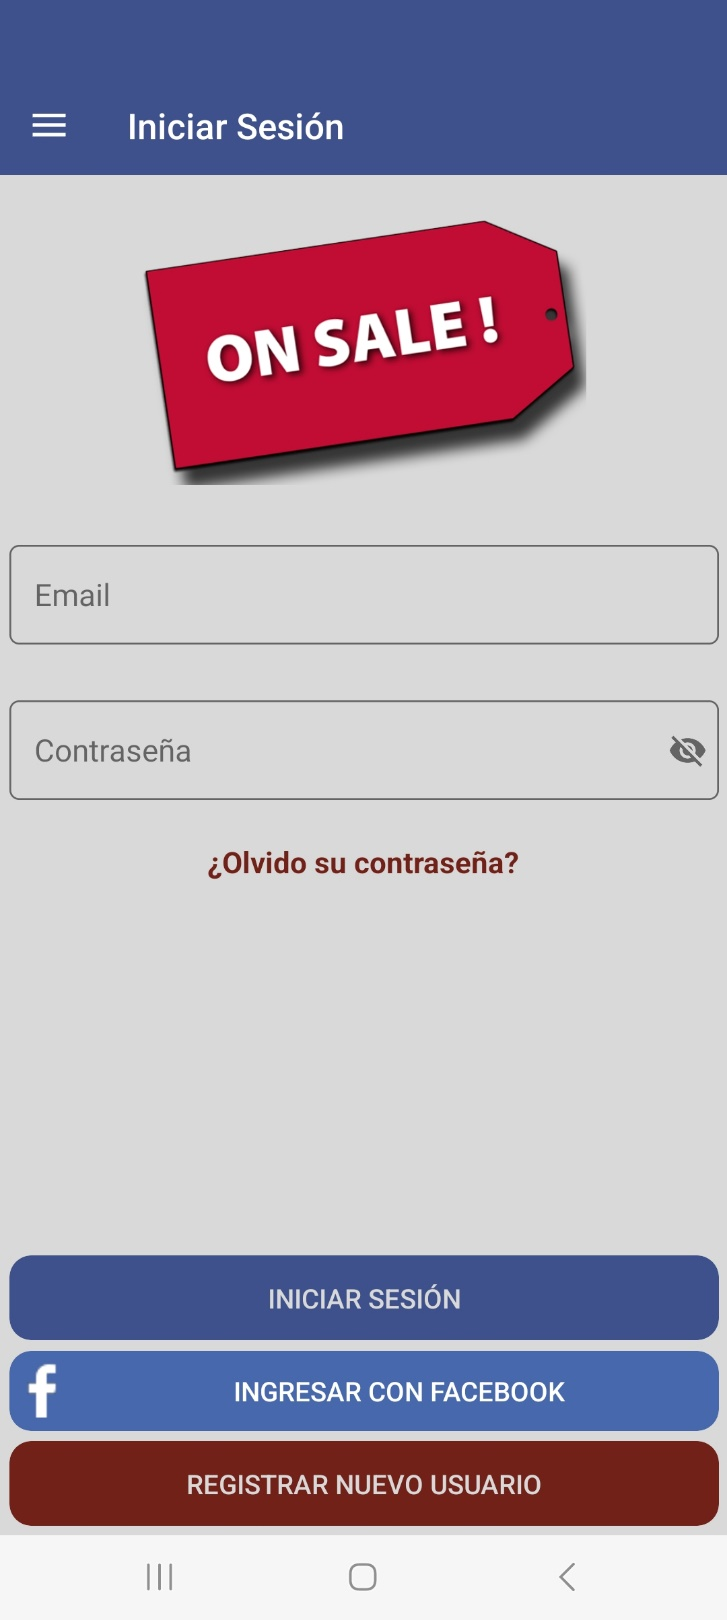 Iniciar Sesión
ON SALE !
Email
Contraseña
¿Olvido su contraseña?
INICIAR SESIÓN
INGRESAR CON FACEBOOK
REGISTRAR NUEVO USUARIO